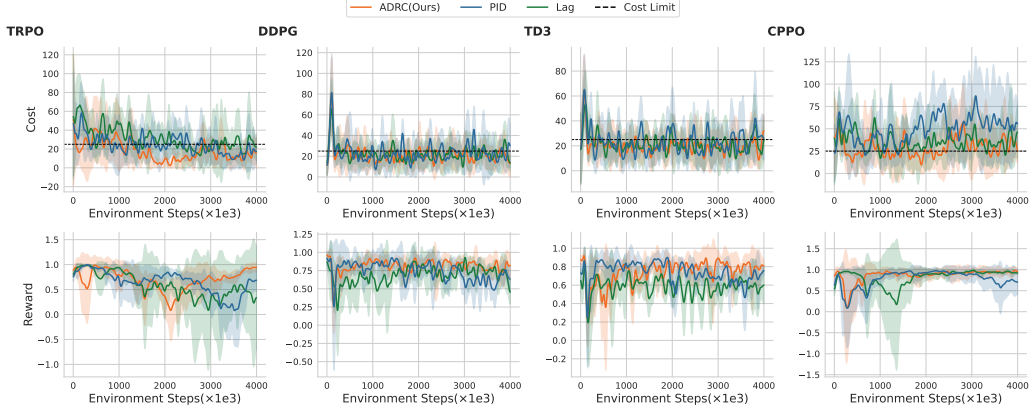 ADRC(Ours) PID Lag Cost Limit
TRPO DDPG TD3 CPPO
Cost
120
100
80
60
40
20
0
−20
0 1000 2000 3000 4000
Environment Steps(×1e3)
120
100
80
60
40
20
0
0 1000 2000 3000 4000
Environment Steps(×1e3)
80
60
40
20
0
0 1000 2000 3000 4000
Environment Steps(×1e3)
125
100
75
50
25
0
0 1000 2000 3000 4000
Environment Steps(×1e3)
Reward
1.5
1.0
0.5
0.0
−0.5
−1.0
0 1000 2000 3000 4000
Environment Steps(×1e3)
1.25
1.00
0.75
0.50
0.25
0.00
−0.25
−0.50
0 1000 2000 3000 4000
Environment Steps(×1e3)
1.0
0.8
0.6
0.4
0.2
0.0
−0.2
0 1000 2000 3000 4000
Environment Steps(×1e3)
1.5
1.0
0.5
0.0
−0.5
−1.0
−1.5
0 1000 2000 3000 4000
Environment Steps(×1e3)